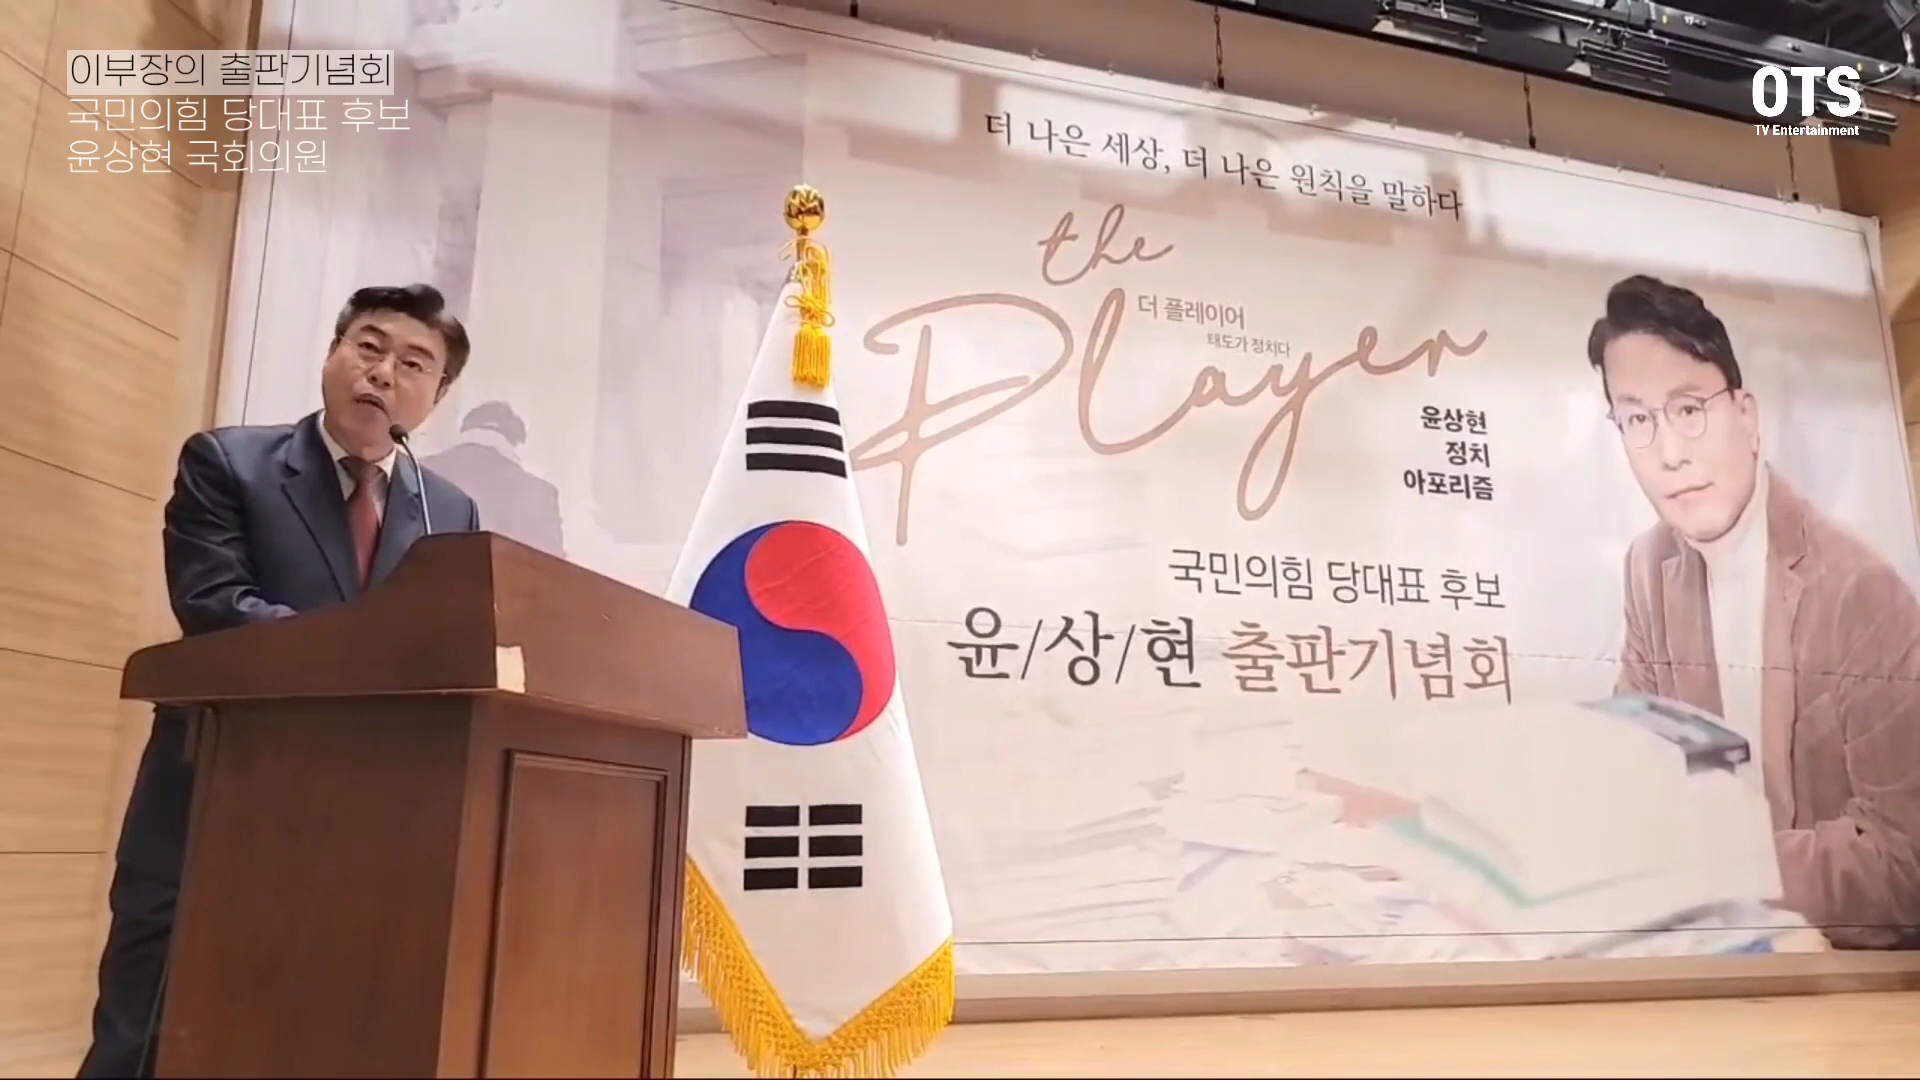 이부장의 출판기념회
국민의힘 당대표 후보
윤상현 국회의원
OTS
TV Entertainment
더 나은 세상, 더 나은 원칙을 말하다
the
더 플레이어
태도가 정치다
Player
윤상현
정치
아포리즘
국민의힘 당대표 후보
윤/상/현 출판기념회